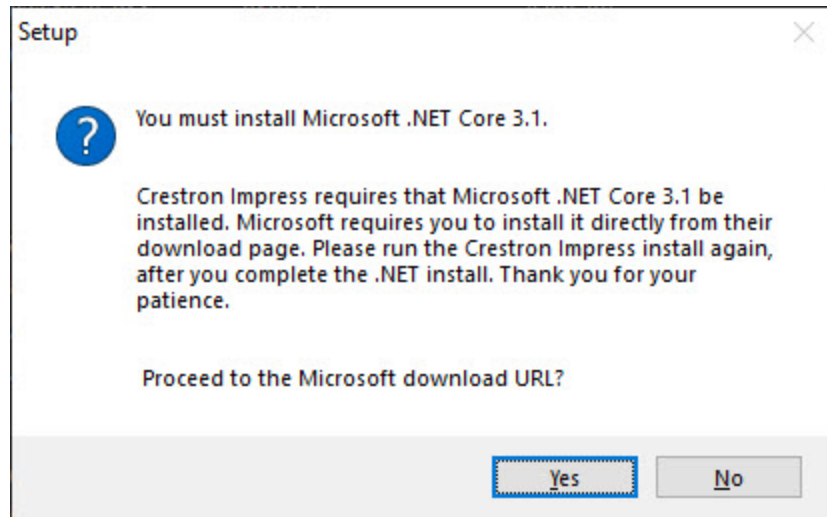 Setup
You must install Microsoft .NET Core 3.1.
Crestron Impress requires that Microsoft .NET Core 3.1 be
installed. Microsoft requires you to install it directly from their
download page. Please run the Crestron Impress install again,
after you complete the .NET install. Thank you for your
patience.
Proceed to the Microsoft download URL?
Yes
No